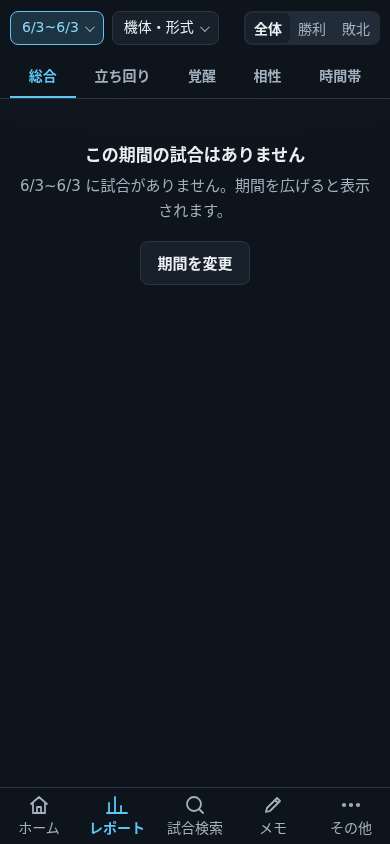 6/3~6/3 機体・形式 全体 勝利 敗北
総合 立ち回り 覚醒 相性 時間帯
この期間の試合はありません
6/3~6/3 に試合がありません。期間を広げると表示
されます。
期間を変更
ホーム レポート 試合検索 メモ その他